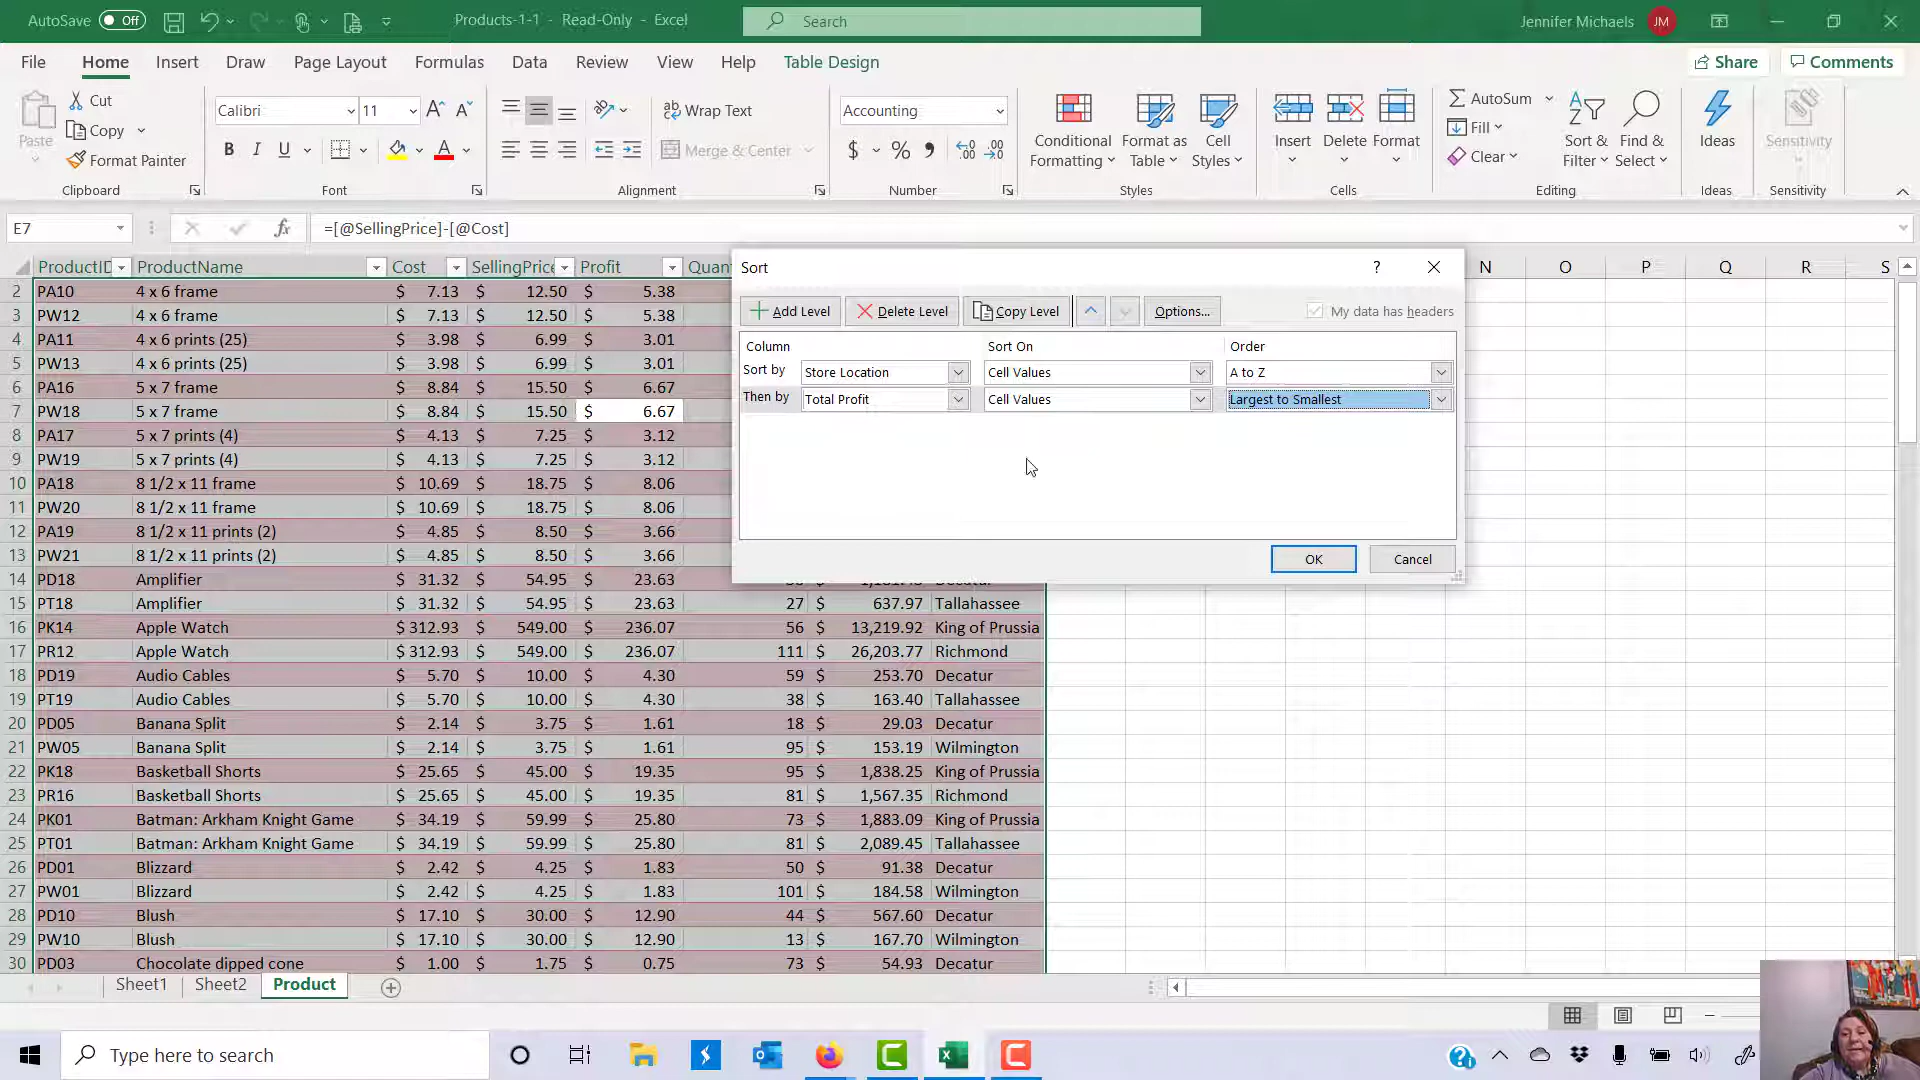 AutoSave Off Products-1-1 - Read-Only - Excel Search Jennifer Michaels JM
File Home Insert Draw Page Layout Formulas Data Review View Help Table Design Share Comments
Paste Cut Copy Format Painter
Calibri 11 B I U A
Wrap Text Merge & Center
Accounting $ % 9
Conditional Formatting Format as Table Cell Styles
Insert Delete Format
AutoSum Fill Clear Sort & Filter Find & Select
Ideas Sensitivity
Clipboard Font Alignment Number Styles Cells Editing Ideas Sensitivity
E7 fx =[@SellingPrice]-[@Cost]
ProductID ProductName Cost SellingPrice Profit N O P Q R S
2 PA10 4 x 6 frame $ 7.13 $ 12.50 $ 5.38
3 PW12 4 x 6 frame $ 7.13 $ 12.50 $ 5.38
4 PA11 4 x 6 prints (25) $ 3.98 $ 6.99 $ 3.01
5 PW13 4 x 6 prints (25) $ 3.98 $ 6.99 $ 3.01
6 PA16 5 x 7 frame $ 8.84 $ 15.50 $ 6.67
7 PW18 5 x 7 frame $ 8.84 $ 15.50 $ 6.67
8 PA17 5 x 7 prints (4) $ 4.13 $ 7.25 $ 3.12
9 PW19 5 x 7 prints (4) $ 4.13 $ 7.25 $ 3.12
10 PA18 8 1/2 x 11 frame $ 10.69 $ 18.75 $ 8.06
11 PW20 8 1/2 x 11 frame $ 10.69 $ 18.75 $ 8.06
12 PA19 8 1/2 x 11 prints (2) $ 4.85 $ 8.50 $ 3.66
13 PW21 8 1/2 x 11 prints (2) $ 4.85 $ 8.50 $ 3.66
14 PD18 Amplifier $ 31.32 $ 54.95 $ 23.63
15 PT18 Amplifier $ 31.32 $ 54.95 $ 23.63 27 $ 637.97 Tallahassee
16 PK14 Apple Watch $ 312.93 $ 549.00 $ 236.07 56 $ 13,219.92 King of Prussia
17 PR12 Apple Watch $ 312.93 $ 549.00 $ 236.07 111 $ 26,203.77 Richmond
18 PD19 Audio Cables $ 5.70 $ 10.00 $ 4.30 59 $ 253.70 Decatur
19 PT19 Audio Cables $ 5.70 $ 10.00 $ 4.30 38 $ 163.40 Tallahassee
20 PD05 Banana Split $ 2.14 $ 3.75 $ 1.61 18 $ 29.03 Decatur
21 PW05 Banana Split $ 2.14 $ 3.75 $ 1.61 95 $ 153.19 Wilmington
22 PK18 Basketball Shorts $ 25.65 $ 45.00 $ 19.35 95 $ 1,838.25 King of Prussia
23 PR16 Basketball Shorts $ 25.65 $ 45.00 $ 19.35 81 $ 1,567.35 Richmond
24 PK01 Batman: Arkham Knight Game $ 34.19 $ 59.99 $ 25.80 73 $ 1,883.09 King of Prussia
25 PT01 Batman: Arkham Knight Game $ 34.19 $ 59.99 $ 25.80 81 $ 2,089.45 Tallahassee
26 PD01 Blizzard $ 2.42 $ 4.25 $ 1.83 50 $ 91.38 Decatur
27 PW01 Blizzard $ 2.42 $ 4.25 $ 1.83 101 $ 184.58 Wilmington
28 PD10 Blush $ 17.10 $ 30.00 $ 12.90 44 $ 567.60 Decatur
29 PW10 Blush $ 17.10 $ 30.00 $ 12.90 13 $ 167.70 Wilmington
30 PD03 Chocolate dipped cone $ 1.00 $ 1.75 $ 0.75 73 $ 54.93 Decatur
Sort ?
Add Level Delete Level Copy Level Options... My data has headers
Column Sort On Order
Sort by Store Location Cell Values A to Z
Then by Total Profit Cell Values Largest to Smallest
OK Cancel
Sheet1 Sheet2 Product
Type here to search